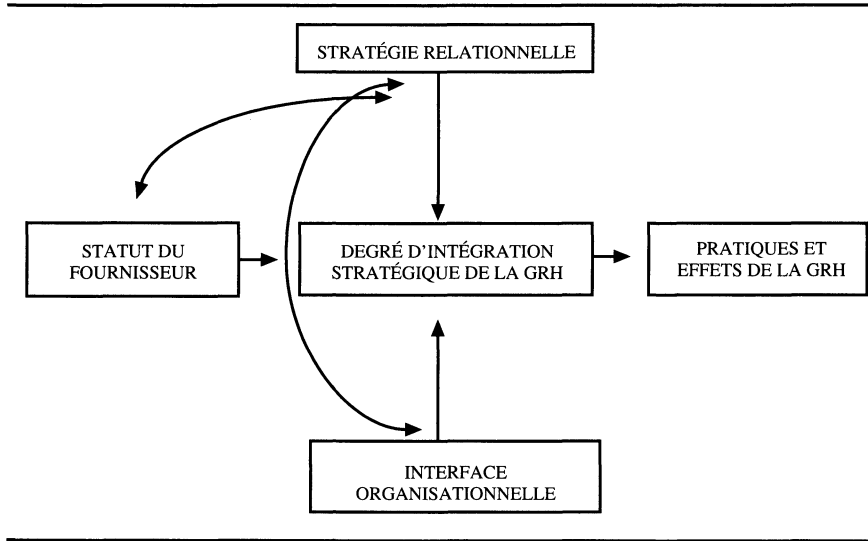 STRATÉGIE RELATIONNELLE
STATUT DU
FOURNISSEUR
DEGRÉ D'INTÉGRATION
STRATÉGIQUE DE LA GRH
PRATIQUES ET
EFFETS DE LA GRH
INTERFACE
ORGANISATIONNELLE